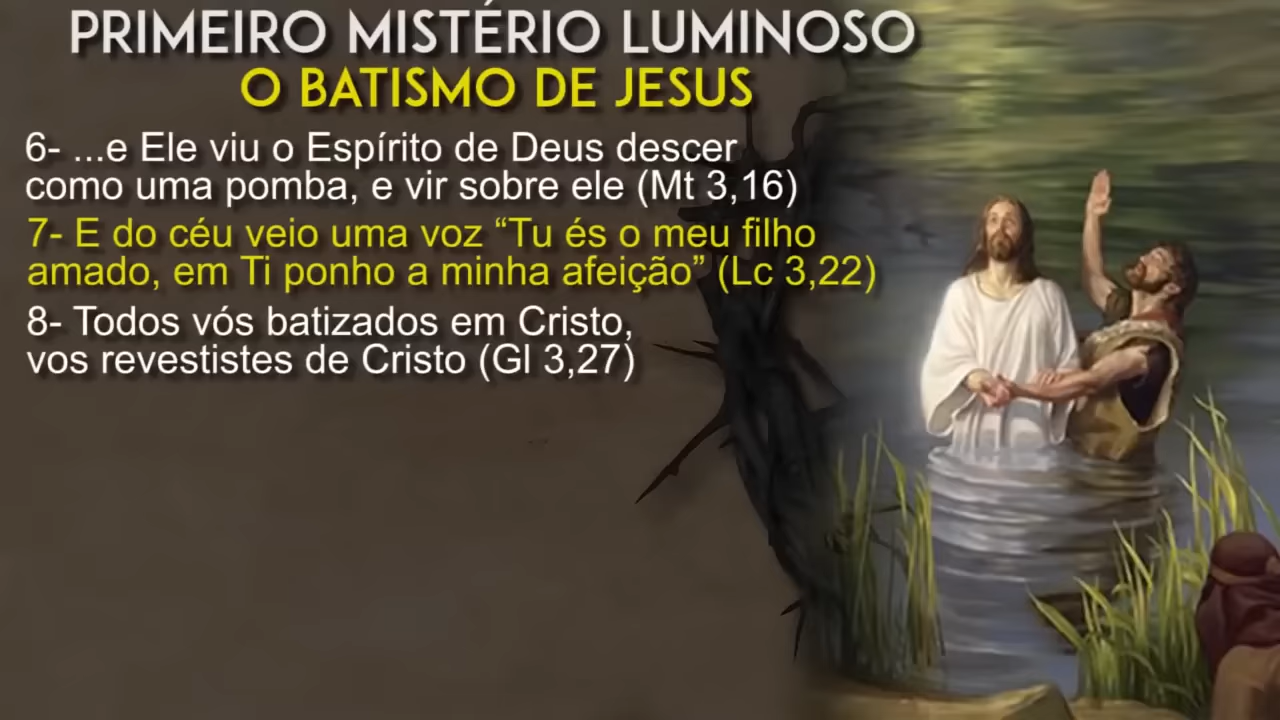 PRIMEIRO MISTÉRIO LUMINOSO
O BATISMO DE JESUS
6- ...e Ele viu o Espírito de Deus descer
como uma pomba, e vir sobre ele (Mt 3,16)
7- E do céu veio uma voz “Tu és o meu filho
amado, em Ti ponho a minha afeição” (Lc 3,22)
8- Todos vós batizados em Cristo,
vos revestistes de Cristo (Gl 3,27)